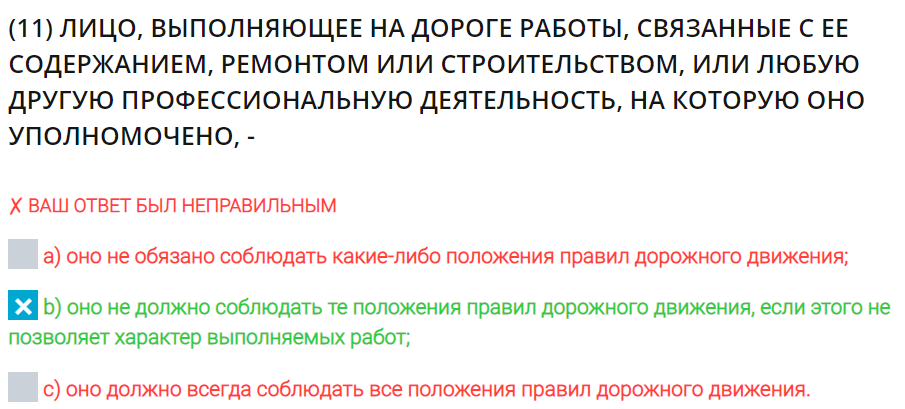 (11) ЛИЦО, ВЫПОЛНЯЮЩЕЕ НА ДОРОГЕ РАБОТЫ, СВЯЗАННЫЕ С ЕЕ
СОДЕРЖАНИЕМ, РЕМОНТОМ ИЛИ СТРОИТЕЛЬСТВОМ, ИЛИ ЛЮБУЮ
ДРУГУЮ ПРОФЕССИОНАЛЬНУЮ ДЕЯТЕЛЬНОСТЬ, НА КОТОРУЮ ОНО
УПОЛНОМОЧЕНО, -
✗ ВАШ ОТВЕТ БЫЛ НЕПРАВИЛЬНЫМ
a) оно не обязано соблюдать какие-либо положения правил дорожного движения;
b) оно не должно соблюдать те положения правил дорожного движения, если этого не
позволяет характер выполняемых работ;
c) оно должно всегда соблюдать все положения правил дорожного движения.